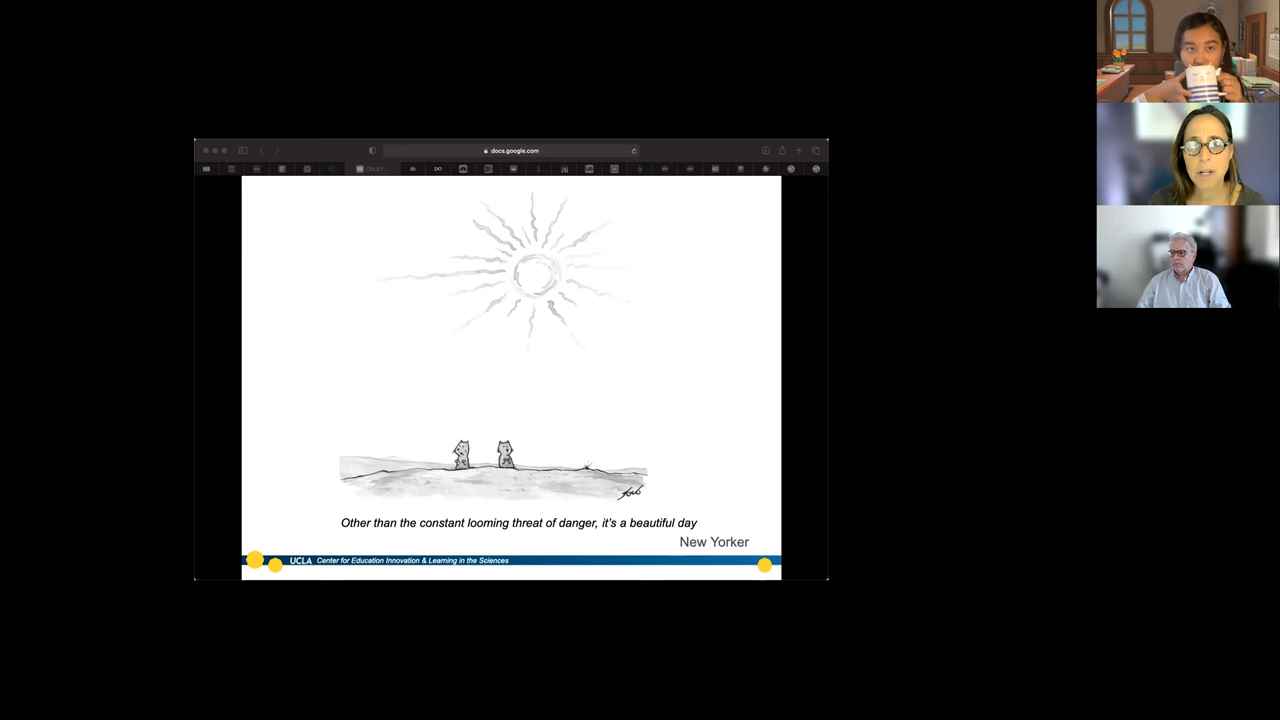 docs.google.com
Other than the constant looming threat of danger, it's a beautiful day
New Yorker
UCLA Center for Education Innovation & Learning in the Sciences